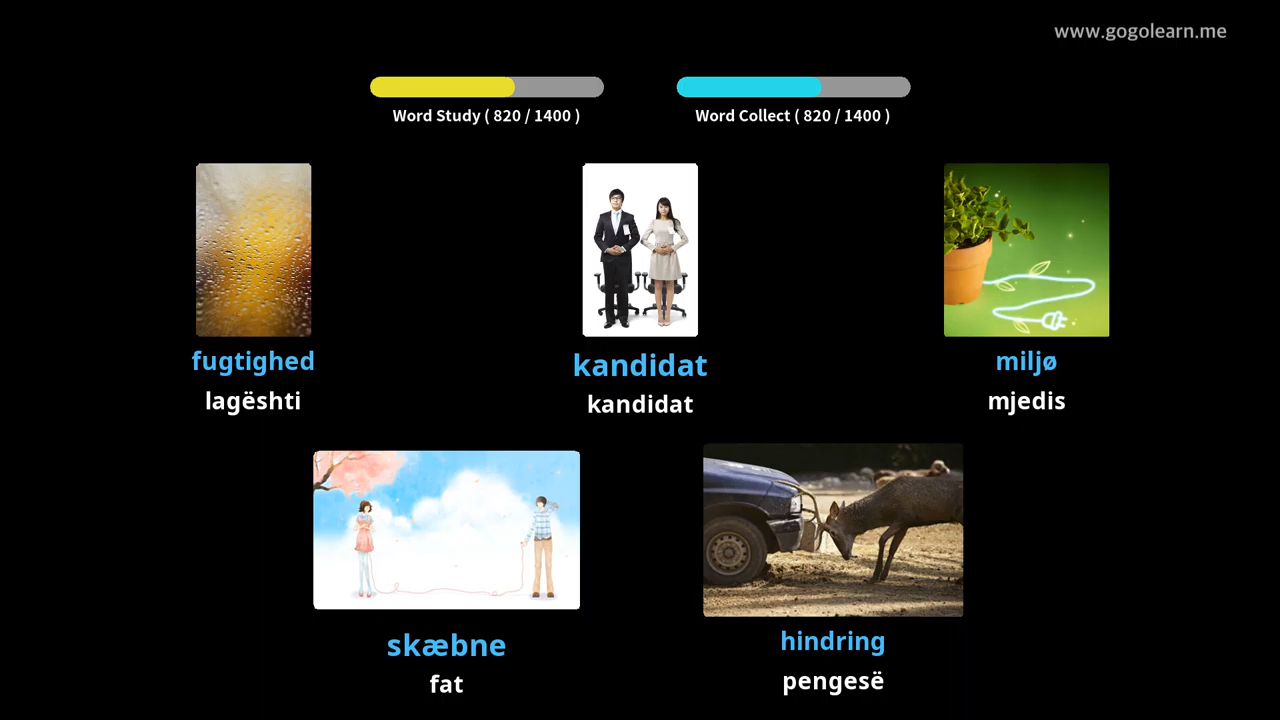 www.gogolearn.me
Word Study ( 820 / 1400 )
Word Collect ( 820 / 1400 )
fugtighed
lagështi
kandidat
kandidat
miljø
mjedis
skæbne
fat
hindring
pengesë